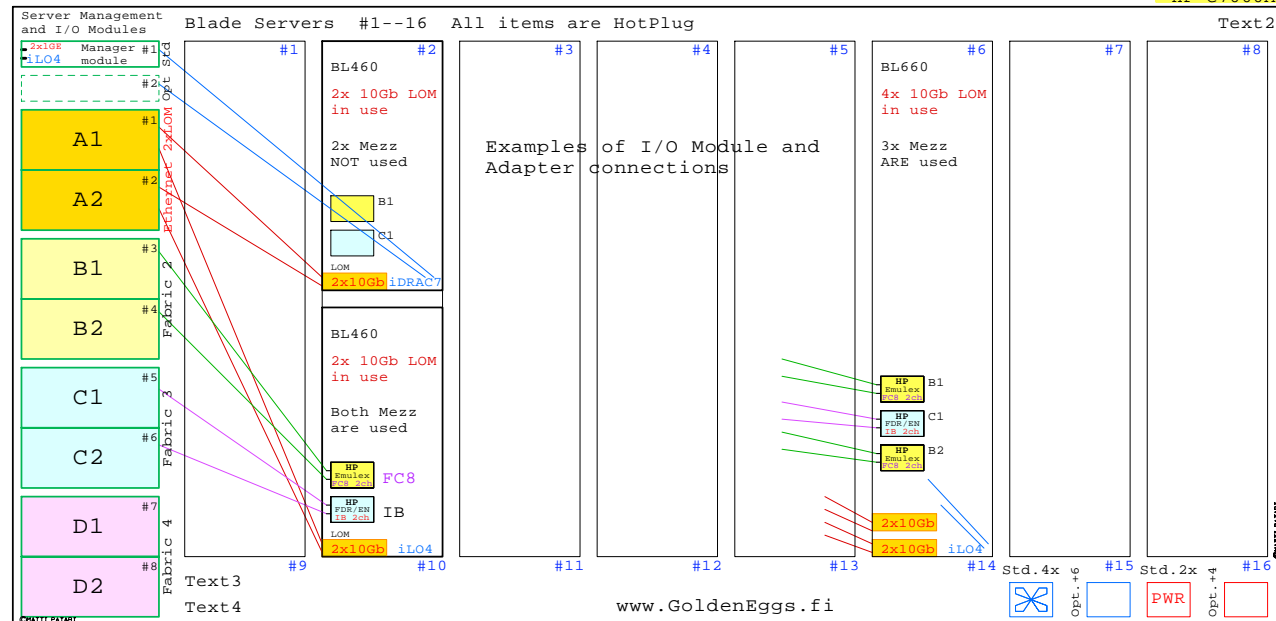 Server Management
and I/O Modules
Blade Servers #1--16 All items are HotPlug
Text2
2x1GE
iLO4
Manager
module
#1
#2
Opt Std
A1
#1
A2
#2
Ethernet 2xLOM
B1
#3
B2
#4
Fabric 2
C1
#5
C2
#6
Fabric 3
D1
#7
D2
#8
Fabric 4
#1
#2
#3
#4
#5
#6
#7
#8
BL460
2x 10Gb LOM
in use
2x Mezz
NOT used
B1
C1
LOM
2x10Gb iDRAC7
BL460
2x 10Gb LOM
in use
Both Mezz
are used
HP
Emulex
FC8 2ch
FC8
HP
FDR/EN
IB 2ch
IB
LOM
2x10Gb iLO4
Examples of I/O Module and
Adapter connections
BL660
4x 10Gb LOM
in use
3x Mezz
ARE used
HP
Emulex
FC8 2ch
B1
HP
FDR/EN
IB 2ch
C1
HP
Emulex
FC8 2ch
B2
2x10Gb
2x10Gb iLO4
#9
#10
#11
#12
#13
#14
#15
#16
Text3
Text4
www.GoldenEggs.fi
Std.4x
Opt.+6
Std.2x
PWR
Opt.+4